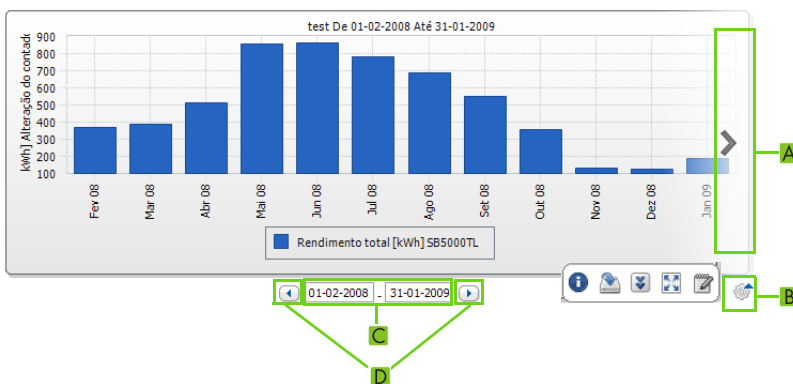 test De 01-02-2008 Até 31-01-2009
kWh] Alteração do contad
900
800
700
600
500
400
300
200
100
Fev 08
Mar 08
Abr 08
Mai 08
Jun 08
Jul 08
Ago 08
Set 08
Out 08
Nov 08
Dez 08
Jan 09
Rendimento total [kWh] SB5000TL
A
01-02-2008 - 31-01-2009
B
C
D